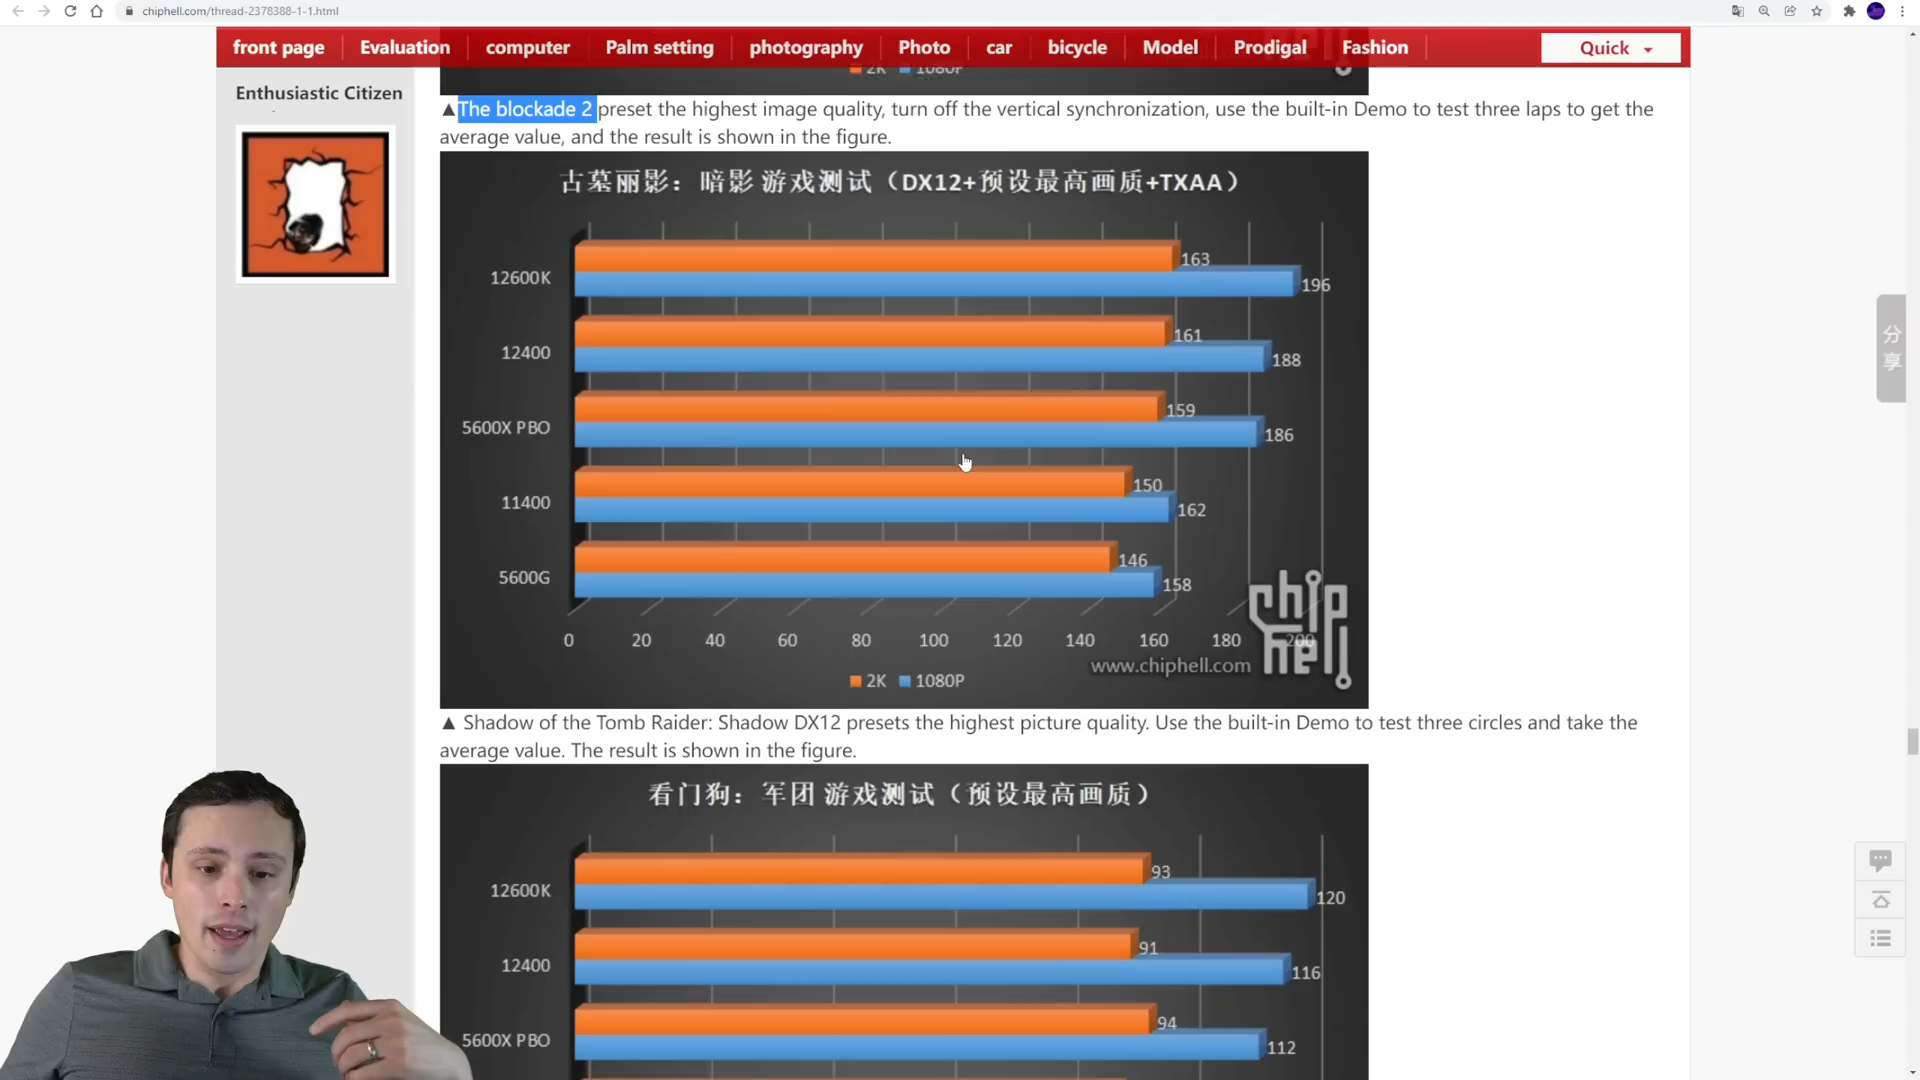 chiphell.com/thread-2378388-1-1.html
front page Evaluation computer Palm setting photography Photo car bicycle Model Prodigal Fashion Quick
Enthusiastic Citizen
2K 1080P
▲The blockade 2 preset the highest image quality, turn off the vertical synchronization, use the built-in Demo to test three laps to get the
average value, and the result is shown in the figure.
古墓丽影：暗影 游戏测试（DX12+预设最高画质+TXAA）
12600K 163 196
12400 161 188
5600X PBO 159 186
11400 150 162
5600G 146 158
0 20 40 60 80 100 120 140 160 180 200
chip hell
www.chiphell.com
2K 1080P
▲ Shadow of the Tomb Raider: Shadow DX12 presets the highest picture quality. Use the built-in Demo to test three circles and take the
average value. The result is shown in the figure.
看门狗：军团 游戏测试（预设最高画质）
12600K 93 120
12400 91 116
5600X PBO 94 112
分
享